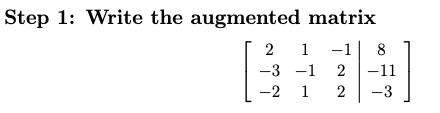 Step 1: Write the augmented matrix
2 1 −1 8
−3 −1 2 −11
−2 1 2 −3